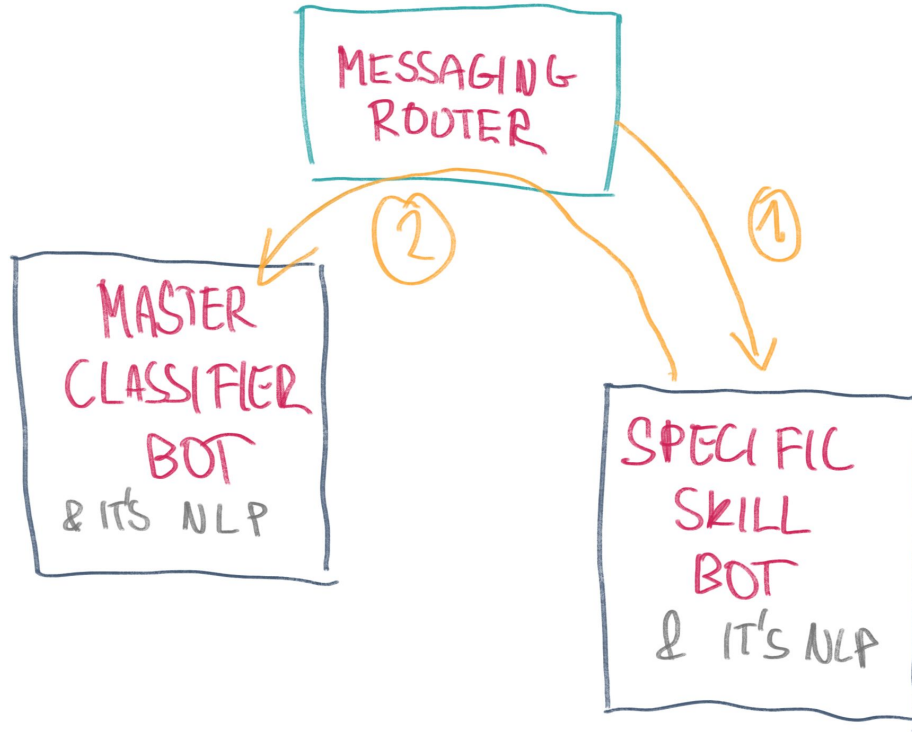 MESSAGING
ROUTER
1
2
MASTER
CLASSIFIER
BOT
& IT'S NLP
SPECIFIC
SKILL
BOT
& IT'S NLP